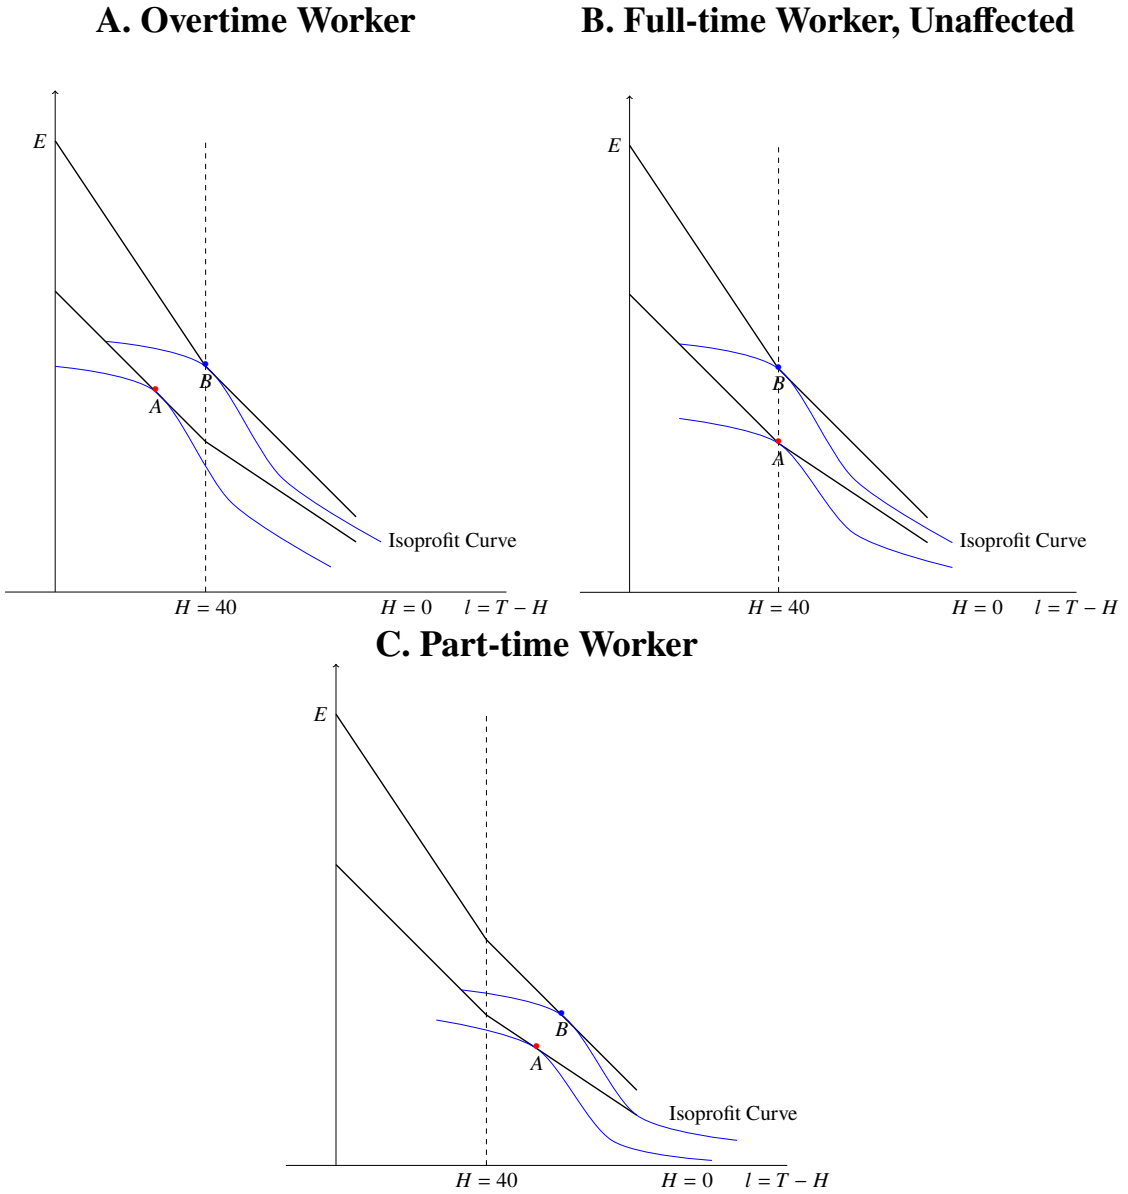 A. Overtime Worker
E
B
A
Isoprofit Curve
H = 40
H = 0
l = T − H
B. Full-time Worker, Unaffected
E
B
A
Isoprofit Curve
H = 40
H = 0
l = T − H
C. Part-time Worker
E
B
A
Isoprofit Curve
H = 40
H = 0
l = T − H